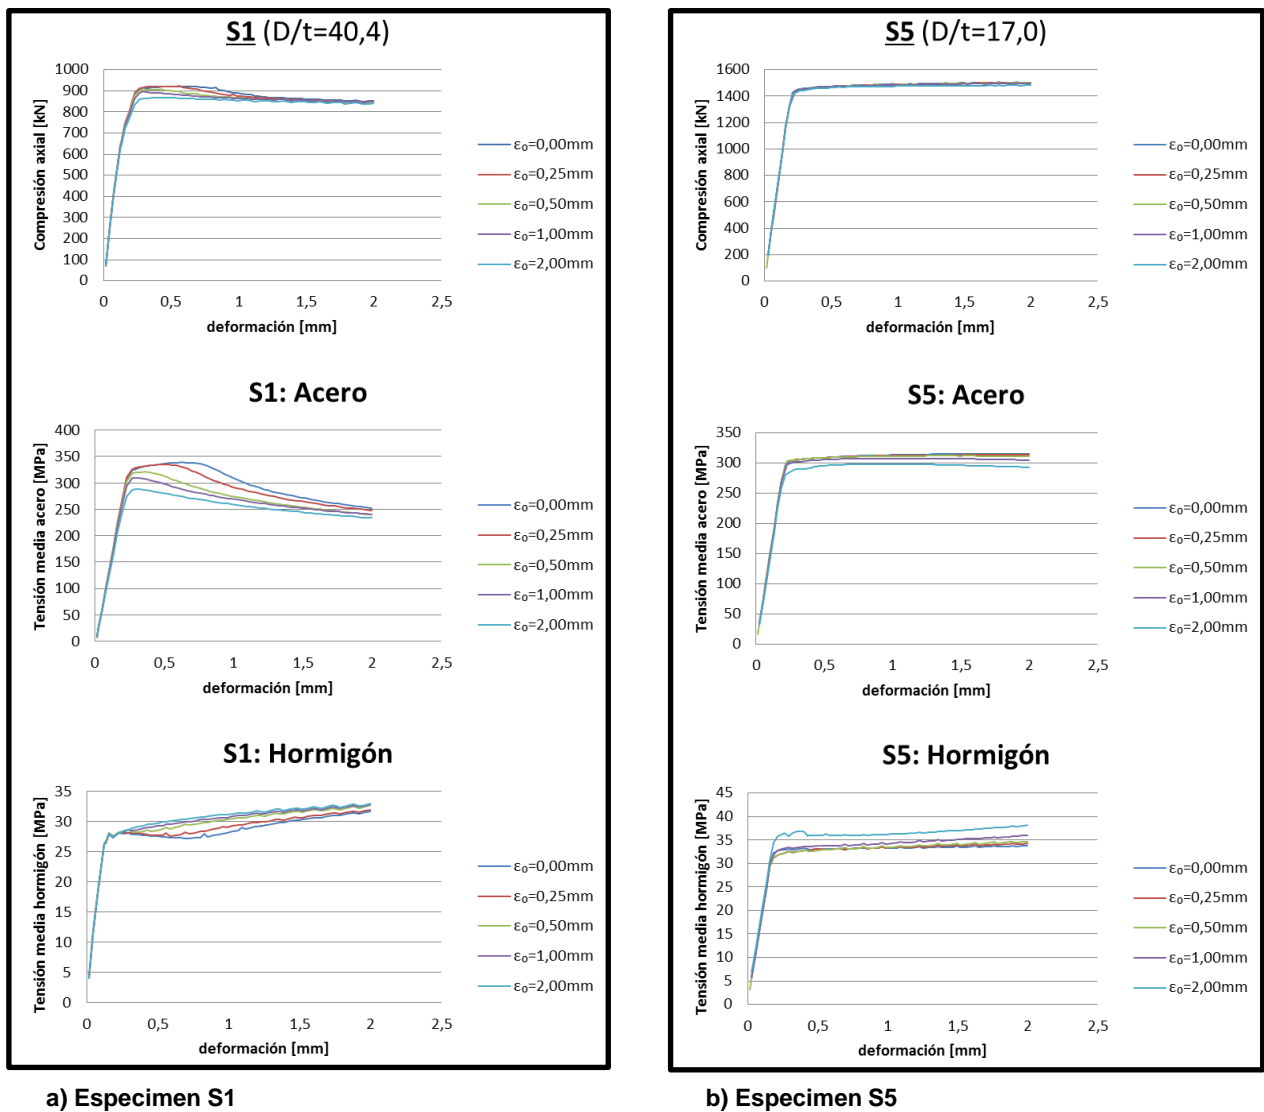 S1 (D/t=40,4)
Compresión axial [kN]
1000
900
800
700
600
500
400
300
200
100
0
0 0,5 1 1,5 2 2,5
deformación [mm]
ε₀=0,00mm
ε₀=0,25mm
ε₀=0,50mm
ε₀=1,00mm
ε₀=2,00mm
S1: Acero
Tensión media acero [MPa]
400
350
300
250
200
150
100
50
0
0 0,5 1 1,5 2 2,5
deformación [mm]
ε₀=0,00mm
ε₀=0,25mm
ε₀=0,50mm
ε₀=1,00mm
ε₀=2,00mm
S1: Hormigón
Tensión media hormigón [MPa]
35
30
25
20
15
10
5
0
0 0,5 1 1,5 2 2,5
deformación [mm]
ε₀=0,00mm
ε₀=0,25mm
ε₀=0,50mm
ε₀=1,00mm
ε₀=2,00mm
a) Especimen S1
S5 (D/t=17,0)
Compresión axial [kN]
1600
1400
1200
1000
800
600
400
200
0
0 0,5 1 1,5 2 2,5
deformación [mm]
ε₀=0,00mm
ε₀=0,25mm
ε₀=0,50mm
ε₀=1,00mm
ε₀=2,00mm
S5: Acero
Tensión media acero [MPa]
350
300
250
200
150
100
50
0
0 0,5 1 1,5 2 2,5
deformación [mm]
ε₀=0,00mm
ε₀=0,25mm
ε₀=0,50mm
ε₀=1,00mm
ε₀=2,00mm
S5: Hormigón
Tensión media hormigón [MPa]
45
40
35
30
25
20
15
10
5
0
0 0,5 1 1,5 2 2,5
deformación [mm]
ε₀=0,00mm
ε₀=0,25mm
ε₀=0,50mm
ε₀=1,00mm
ε₀=2,00mm
b) Especimen S5